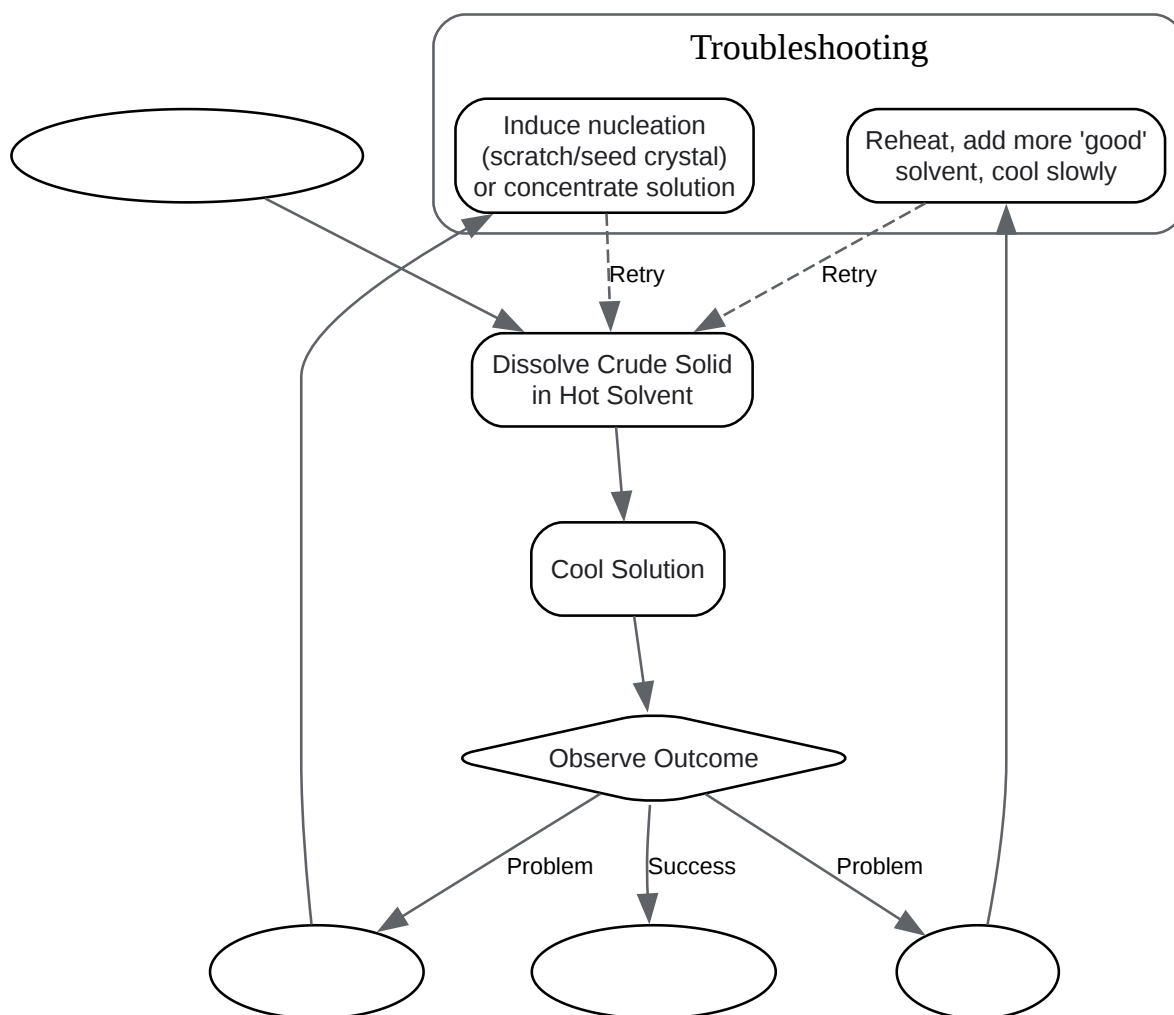 Troubleshooting
Induce nucleation
(scratch/seed crystal)
or concentrate solution
Reheat, add more 'good'
solvent, cool slowly
Retry
Retry
Dissolve Crude Solid
in Hot Solvent
Cool Solution
Observe Outcome
Problem
Success
Problem